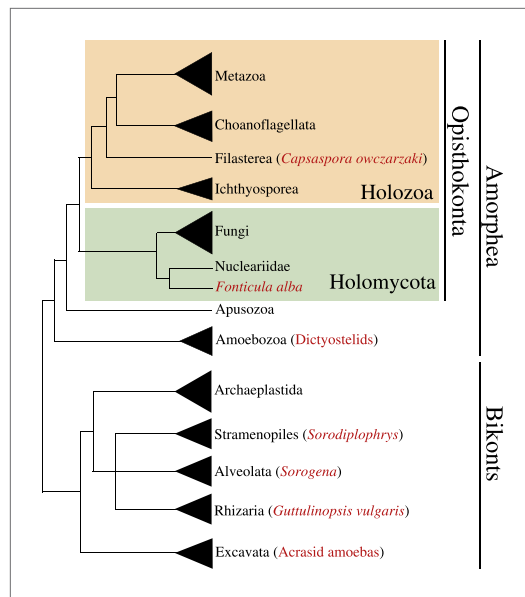 Metazoa
Choanoflagellata
Filasterea (Capsaspora owczarzaki)
Ichthyosporea
Holozoa
Fungi
Nucleariidae
Fonticula alba
Holomycota
Opisthokonta
Apusozoa
Amoebozoa (Dictyostelids)
Amorphea
Archaeplastida
Stramenopiles (Sorodiplophrys)
Alveolata (Sorogena)
Rhizaria (Guttulinopsis vulgaris)
Excavata (Acrasid amoebas)
Bikonts